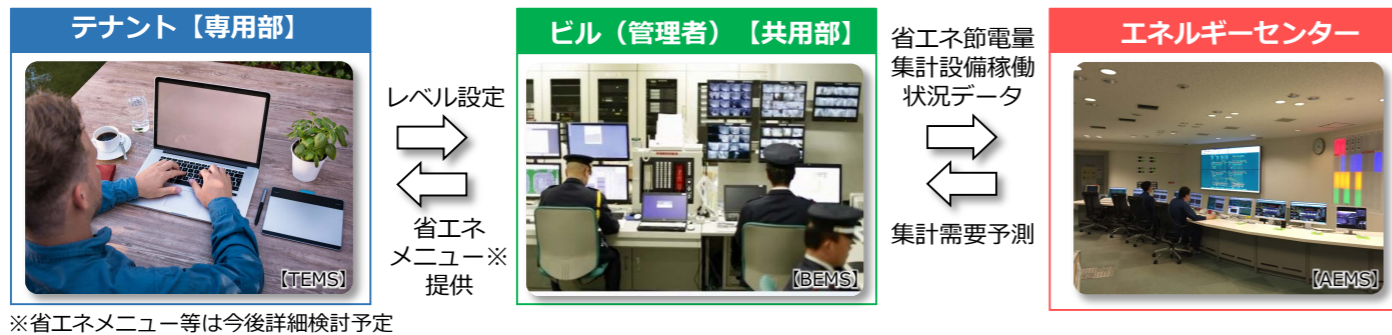 テナント【専用部】
【TEMS】
レベル設定
省エネ
メニュー※
提供
ビル（管理者）【共用部】
【BEMS】
省エネ節電量
集計設備稼働
状況データ
集計需要予測
エネルギーセンター
【AEMS】
※省エネメニュー等は今後詳細検討予定